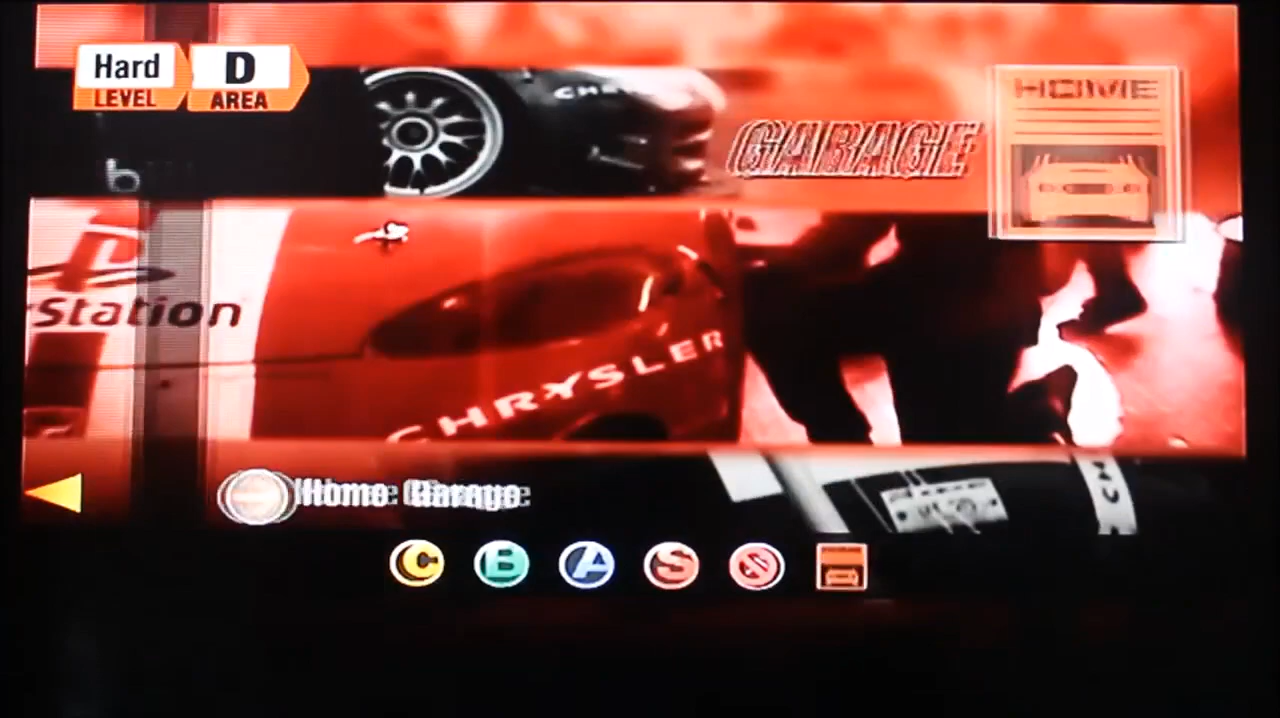 Hard
LEVEL
D
AREA
HOME
GARAGE
b
Station
CHRYSLER
Home Garage
C
B
A
S